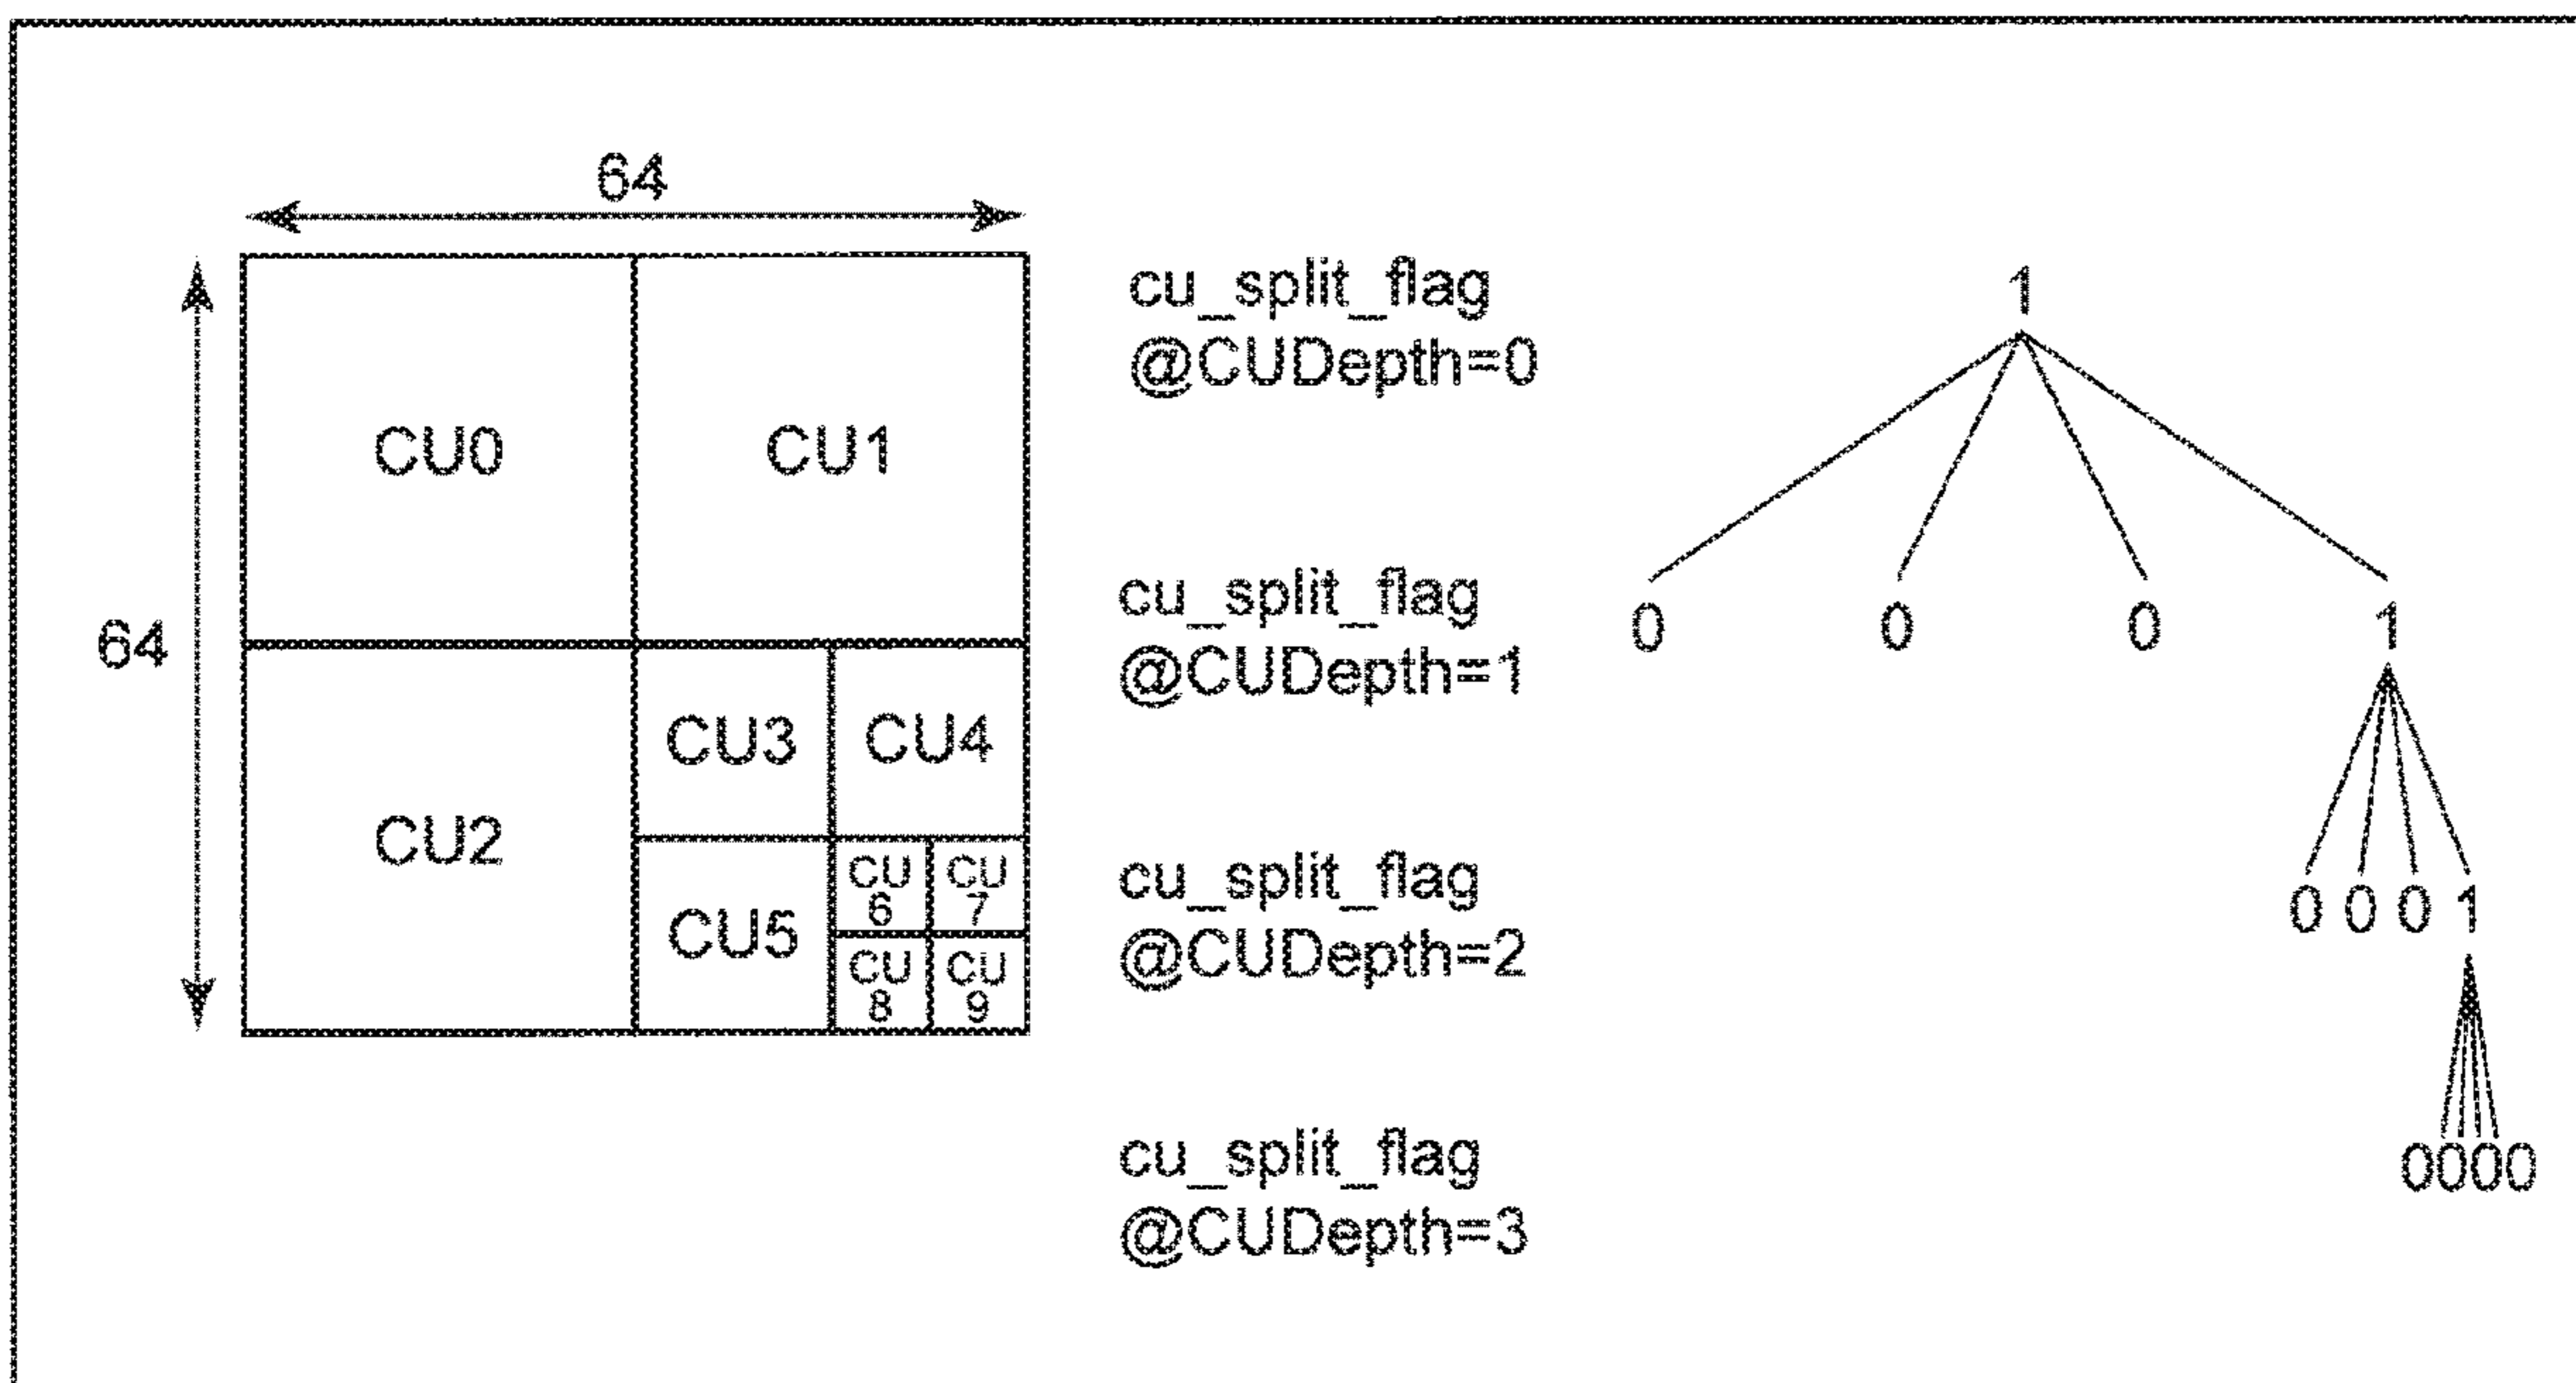 64
64
CU0
CU1
CU2
CU3
CU4
CU5
CU
6
CU
7
CU
8
CU
9
cu_split_flag
@CUDepth=0
1
cu_split_flag
@CUDepth=1
0 0 0 1
cu_split_flag
@CUDepth=2
0 0 0 1
cu_split_flag
@CUDepth=3
0000